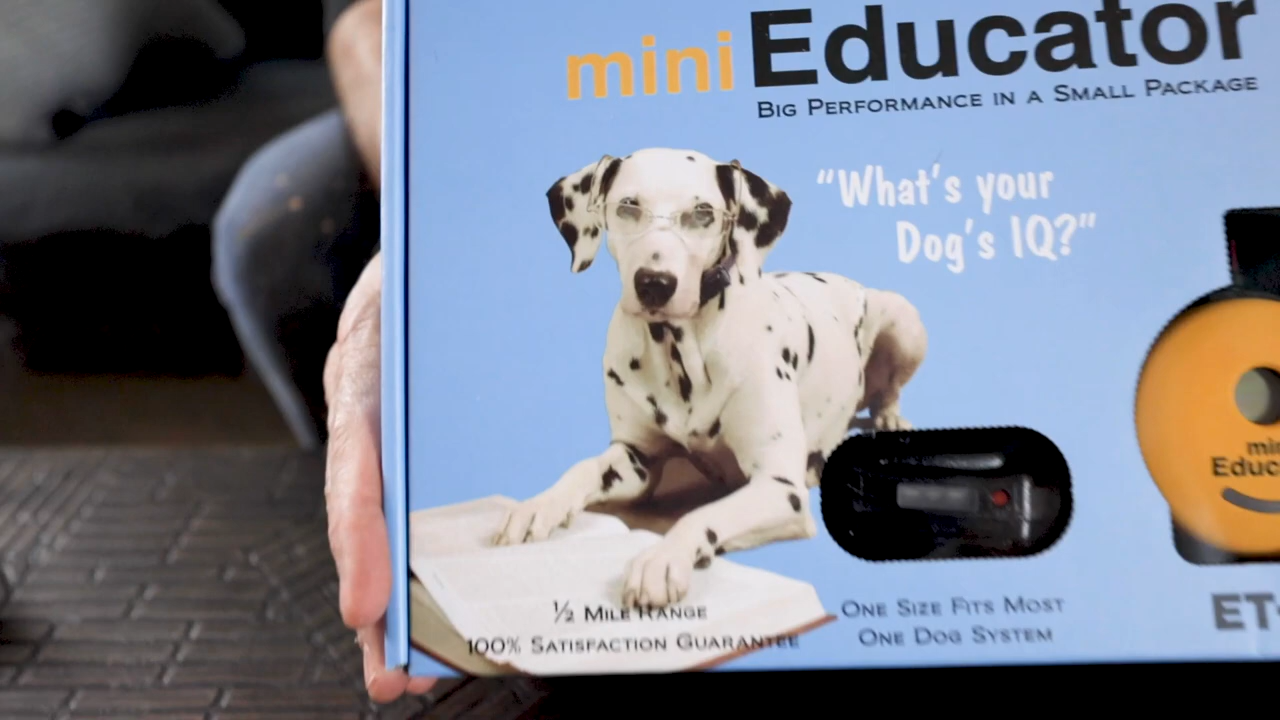 mini Educator
BIG PERFORMANCE IN A SMALL PACKAGE
"What's your
Dog's IQ?"
½ MILE RANGE
100% SATISFACTION GUARANTEE
ONE SIZE FITS MOST
ONE DOG SYSTEM